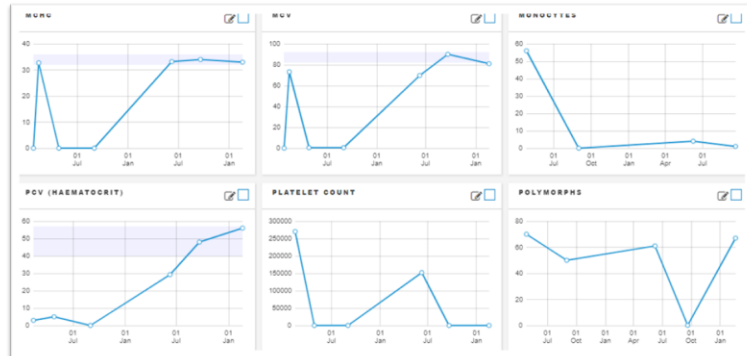 MCHC
MCV
MONOCYTES
40
30
20
10
0
01 Jul
01 Jan
01 Jul
01 Jan
100
80
60
40
20
0
01 Jul
01 Jan
01 Jul
01 Jan
60
50
40
30
20
10
0
01 Jul
01 Oct
01 Jan
01 Apr
01 Jul
PCV (HAEMATOCRIT)
PLATELET COUNT
POLYMORPHS
60
50
40
30
20
10
0
01 Jul
01 Jan
01 Jul
01 Jan
300000
250000
200000
150000
100000
50000
0
01 Jul
01 Jan
01 Jul
01 Jan
80
60
40
20
0
01 Jul
01 Oct
01 Jan
01 Apr
01 Jul
01 Oct
01 Jan